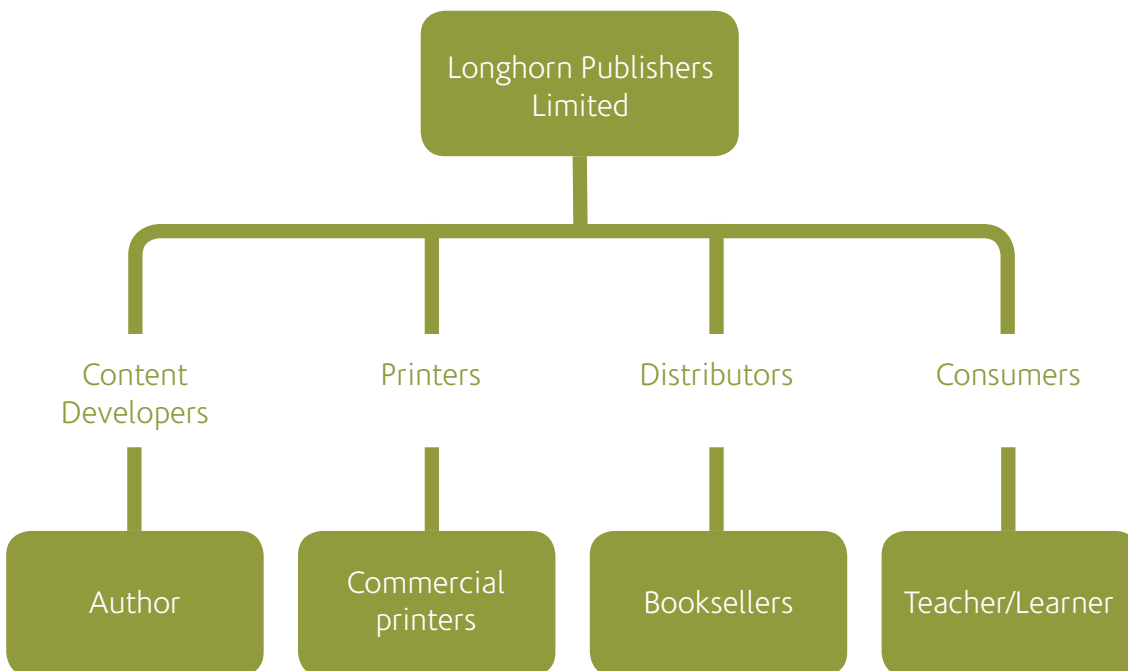 Longhorn Publishers
Limited
Content
Developers
Printers
Distributors
Consumers
Author
Commercial
printers
Booksellers
Teacher/Learner